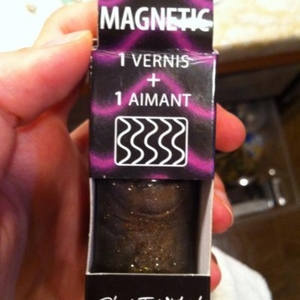 MAGNETIC
1 VERNIS
+
1 AIMANT